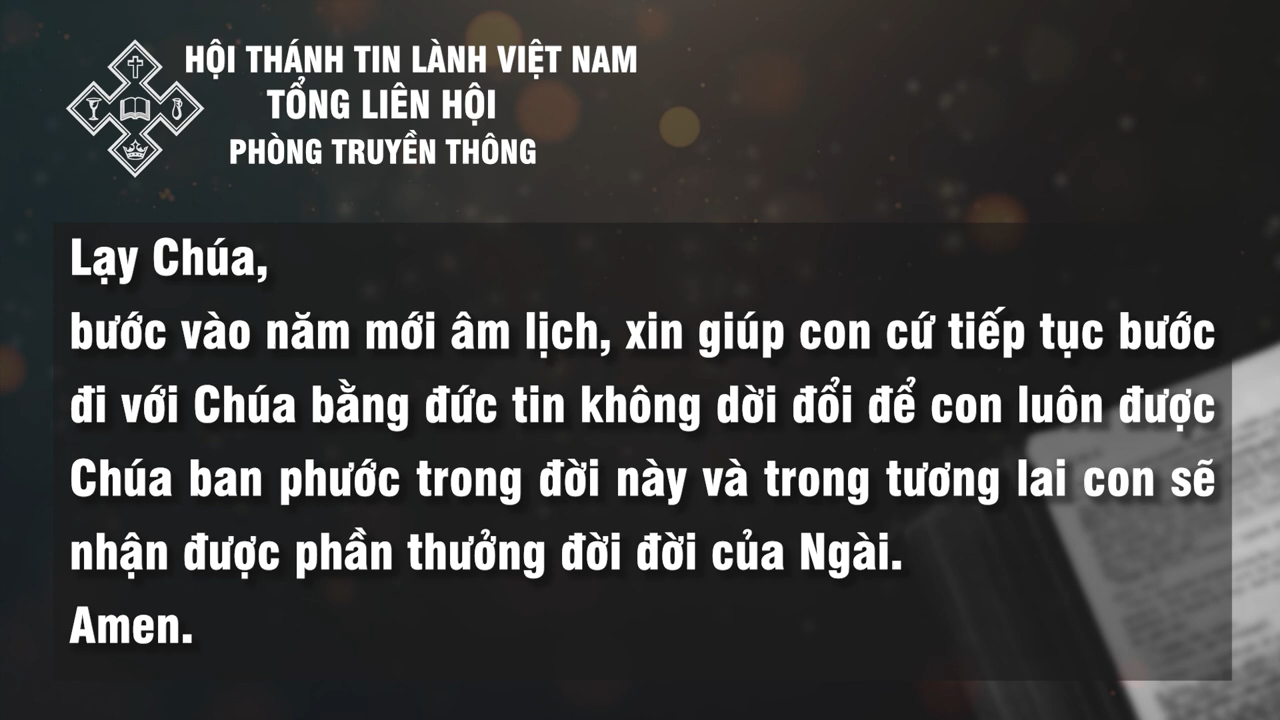 HỘI THÁNH TIN LÀNH VIỆT NAM
TỔNG LIÊN HỘI
PHÒNG TRUYỀN THÔNG
Lạy Chúa,
bước vào năm mới âm lịch, xin giúp con cứ tiếp tục bước
đi với Chúa bằng đức tin không dời đổi để con luôn được
Chúa ban phước trong đời này và trong tương lai con sẽ
nhận được phần thưởng đời đời của Ngài.
Amen.